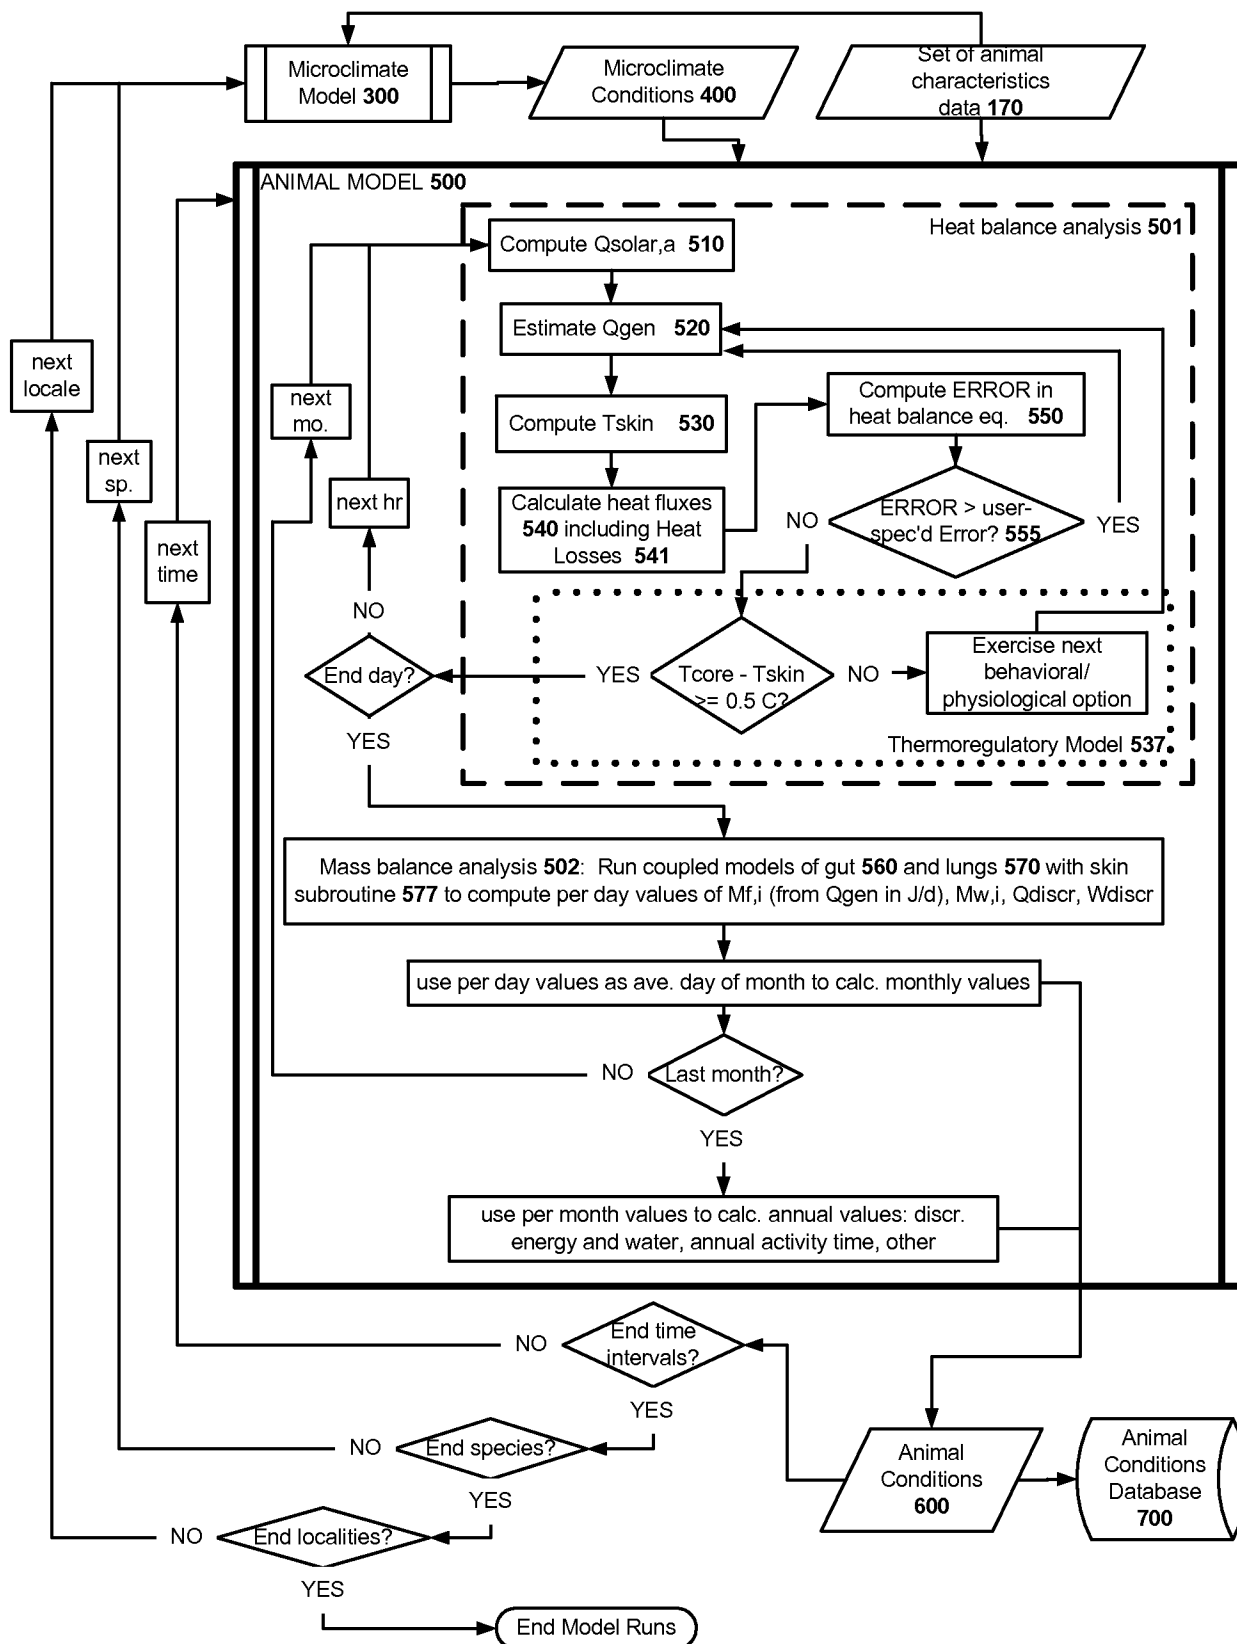 Microclimate
Model 300
Microclimate
Conditions 400
Set of animal
characteristics
data 170
ANIMAL MODEL 500
Heat balance analysis 501
Compute Qsolar,a 510
Estimate Qgen 520
Compute Tskin 530
Calculate heat fluxes
540 including Heat
Losses 541
Compute ERROR in
heat balance eq. 550
ERROR > user-
spec'd Error? 555
NO
YES
next
locale
next
sp.
next
time
next
mo.
next hr
NO
End day?
YES
YES
Tcore - Tskin
>= 0.5 C?
NO
Exercise next
behavioral/
physiological option
Thermoregulatory Model 537
Mass balance analysis 502: Run coupled models of gut 560 and lungs 570 with skin
subroutine 577 to compute per day values of Mf,i (from Qgen in J/d), Mw,i, Qdiscr, Wdiscr
use per day values as ave. day of month to calc. monthly values
NO
Last month?
YES
use per month values to calc. annual values: discr.
energy and water, annual activity time, other
NO
End time
intervals?
YES
NO
End species?
YES
NO
End localities?
YES
End Model Runs
Animal
Conditions
600
Animal
Conditions
Database
700